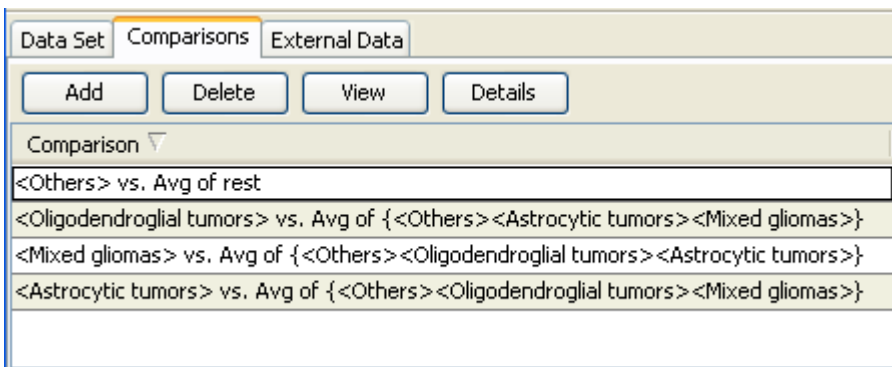 Data Set Comparisons External Data
Add Delete View Details
Comparison
<Others> vs. Avg of rest
<Oligodendroglial tumors> vs. Avg of {<Others><Astrocytic tumors><Mixed gliomas>}
<Mixed gliomas> vs. Avg of {<Others><Oligodendroglial tumors><Astrocytic tumors>}
<Astrocytic tumors> vs. Avg of {<Others><Oligodendroglial tumors><Mixed gliomas>}